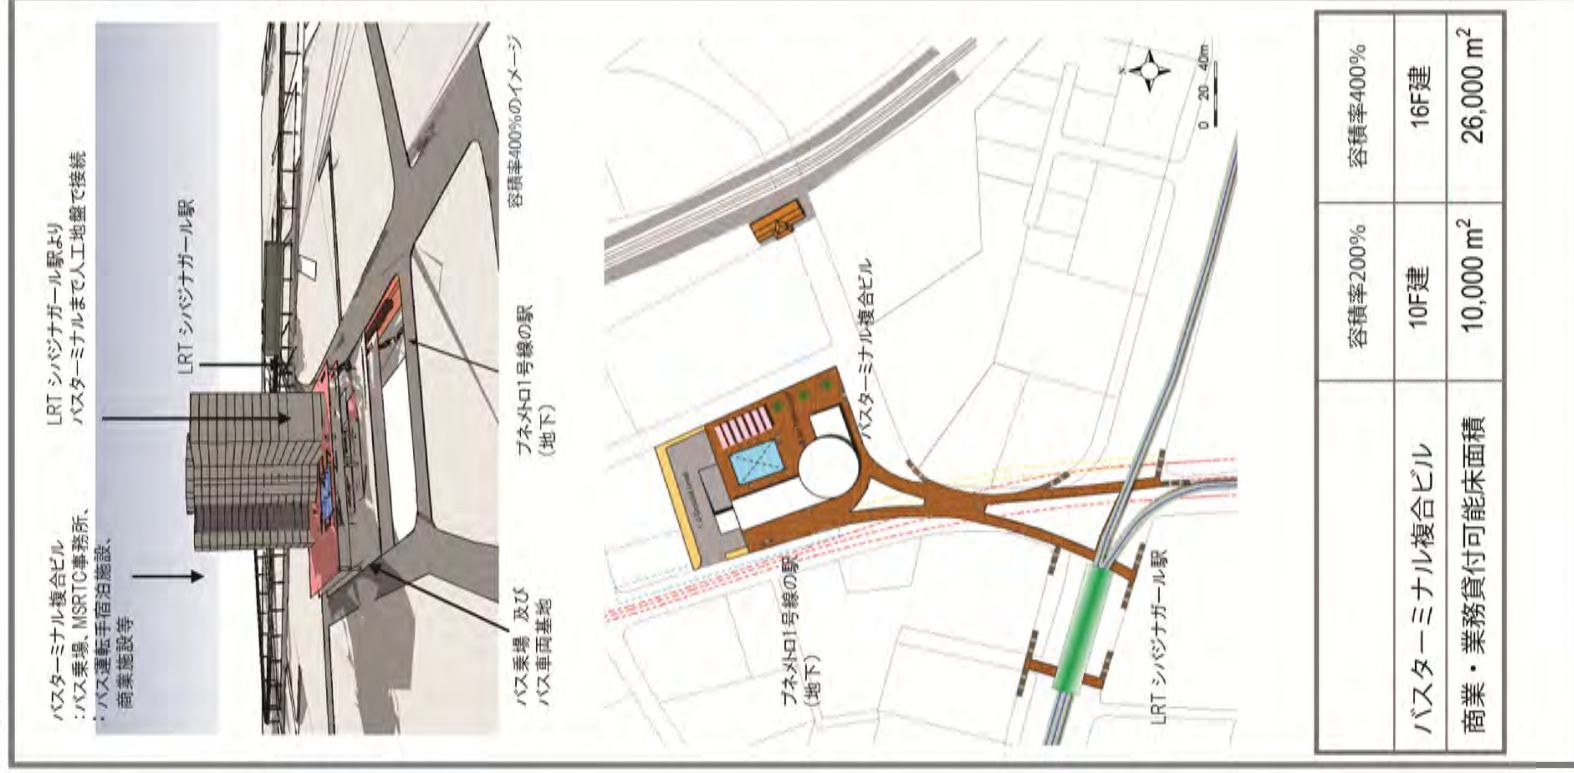 バスターミナル複合ビル
:バス乗場、MSRTC事務所、
:バス運転手宿泊施設、
商業施設等
LRT シバジナガール駅より
バスターミナルまで人工地盤で接続
LRT シバジナガール駅
バス乗場 及び
バス車両基地
プネメトロ1号線の駅
(地下)
容積率400%のイメージ
プネメトロ1号線の駅
(地下)
バスターミナル複合ビル
LRT シバジナガール駅
N
0 20 40m
容積率200% 容積率400%
バスターミナル複合ビル 10F建 16F建
商業・業務貸付可能床面積 10,000 m² 26,000 m²